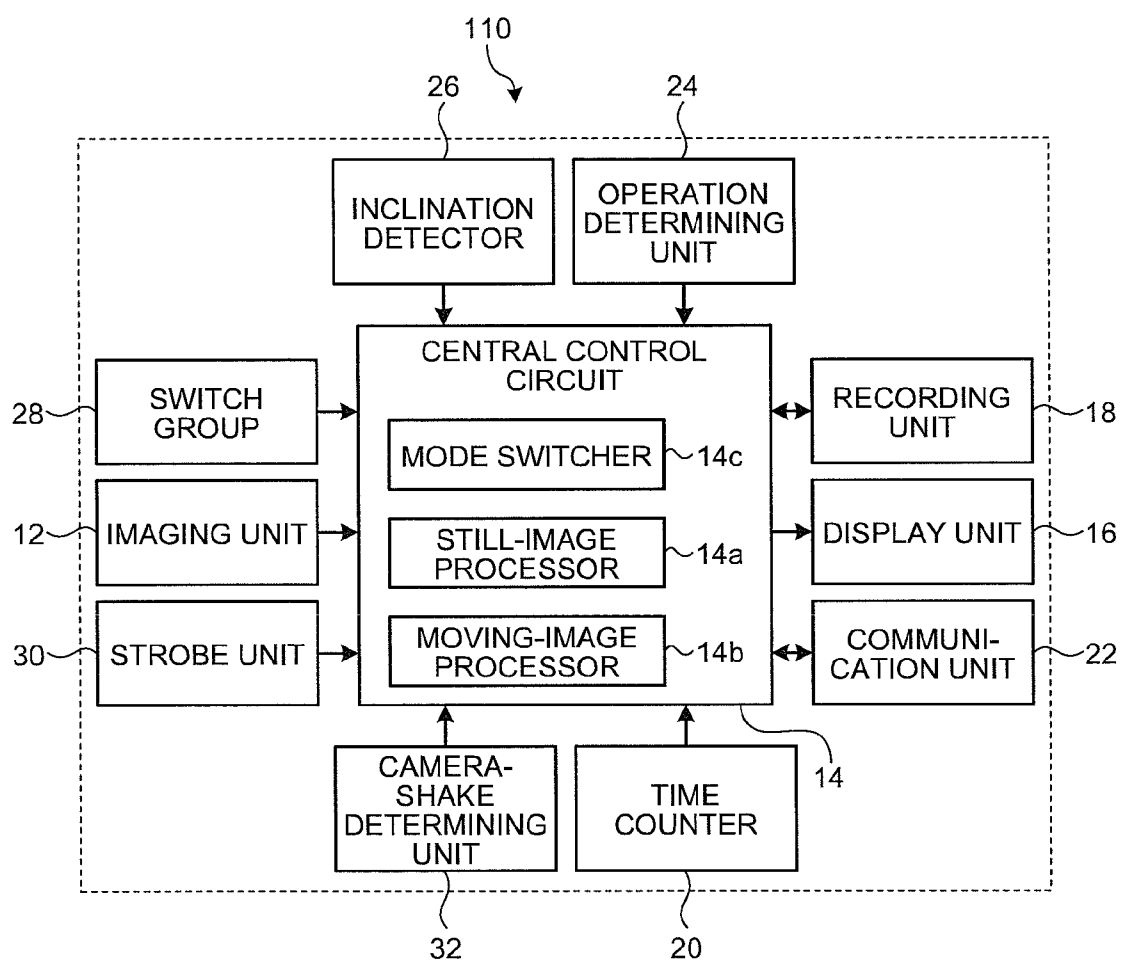 110
26
24
INCLINATION
DETECTOR
OPERATION
DETERMINING
UNIT
CENTRAL CONTROL
CIRCUIT
28
SWITCH
GROUP
RECORDING
UNIT
18
MODE SWITCHER
14c
12
IMAGING UNIT
STILL-IMAGE
PROCESSOR
14a
DISPLAY UNIT
16
30
STROBE UNIT
MOVING-IMAGE
PROCESSOR
14b
COMMUNI-
CATION UNIT
22
14
CAMERA-
SHAKE
DETERMINING
UNIT
TIME
COUNTER
32
20